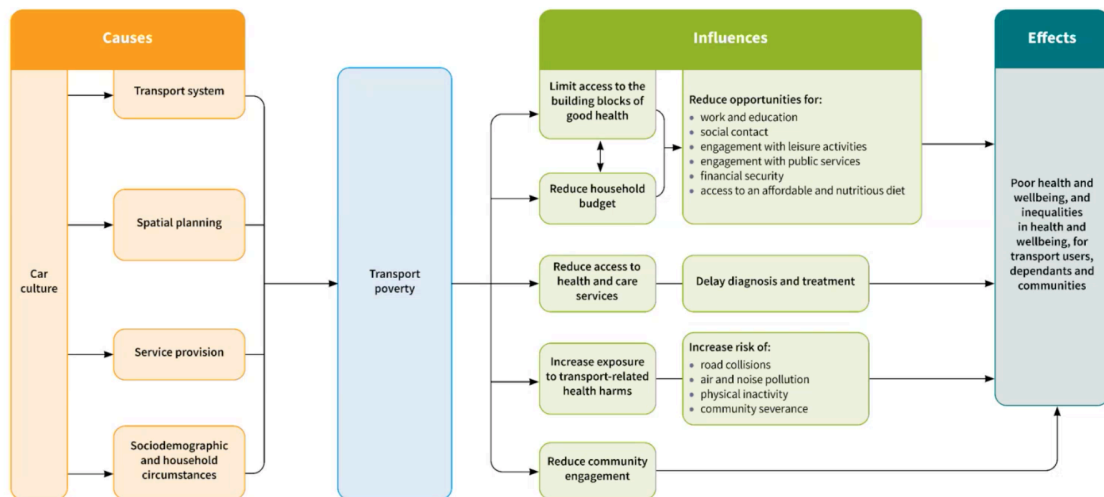 Causes
Influences
Effects
Car
culture
Transport system
Spatial planning
Service provision
Sociodemographic
and household
circumstances
Transport
poverty
Limit access to the
building blocks of
good health
Reduce household
budget
Reduce opportunities for:
work and education
social contact
engagement with leisure activities
engagement with public services
financial security
access to an affordable and nutritious diet
Reduce access to
health and care
services
Delay diagnosis and treatment
Increase exposure
to transport-related
health harms
Increase risk of:
road collisions
air and noise pollution
physical inactivity
community severance
Reduce community
engagement
Poor health and
wellbeing, and
inequalities
in health and
wellbeing, for
transport users,
dependants and
communities